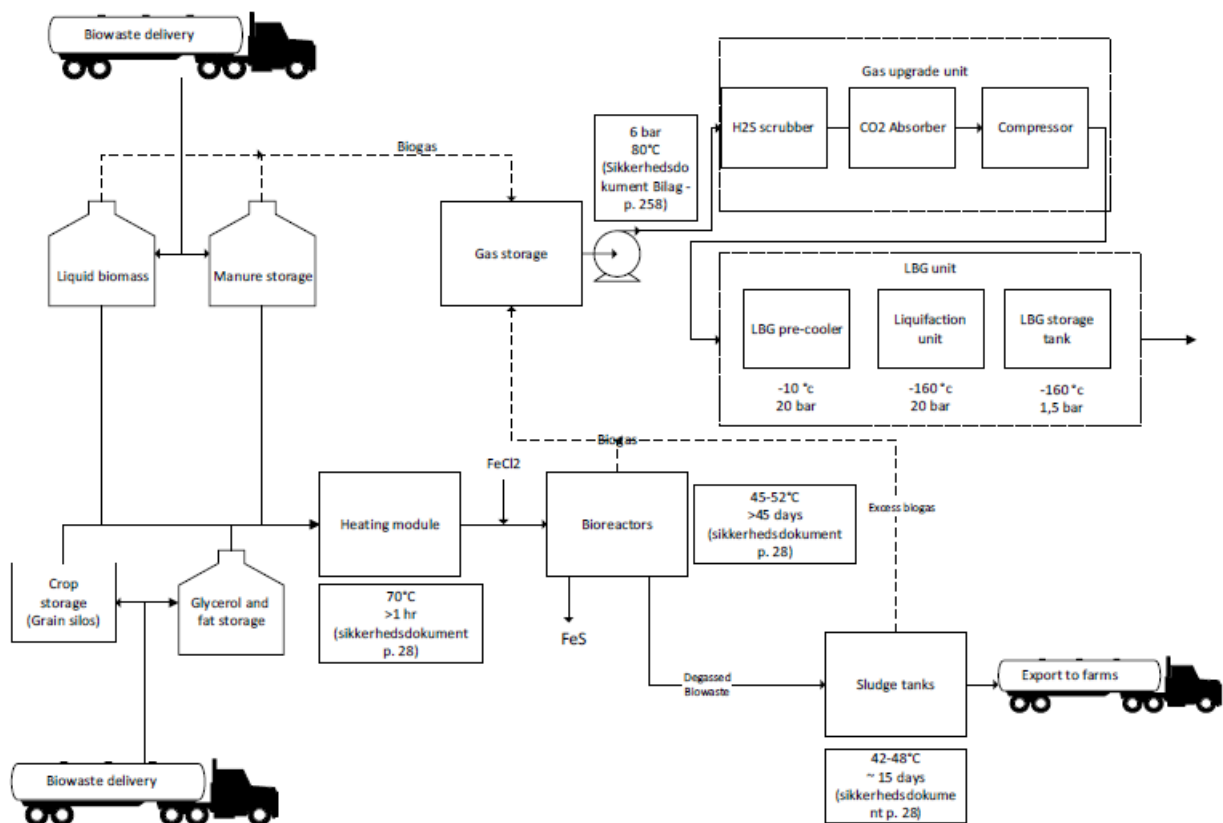 Biowaste delivery
Biogas
Liquid biomass
Manure storage
Gas storage
6 bar
80°C
(Sikkerhedsdo
kument Bilag -
p. 258)
Gas upgrade unit
H2S scrubber
CO2 Absorber
Compressor
LBG unit
LBG pre-cooler
Liquifaction
unit
LBG storage
tank
-10 °c
20 bar
-160 °c
20 bar
-160 °c
1,5 bar
Biogas
FeCl2
Heating module
Bioreactors
45-52°C
>45 days
(sikkerhedsdokument
p. 28)
Excess biogas
Crop
storage
(Grain silos)
Glycerol and
fat storage
70°C
>1 hr
(sikkerhedsdokument
p. 28)
FeS
Degassed
Biowaste
Sludge tanks
Export to farms
42-48°C
~ 15 days
(sikkerhedsdokume
nt p. 28)
Biowaste delivery